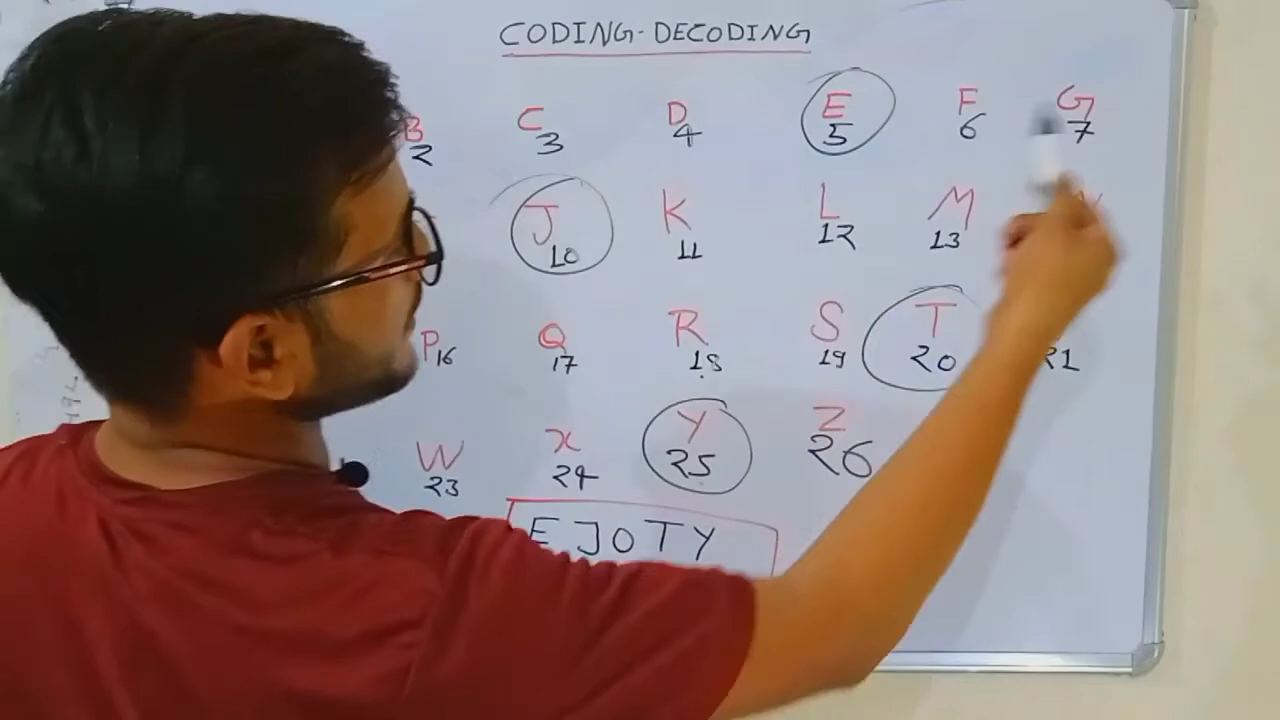 CODING-DECODING
B C D E F G
2 3 4 5 6 7
J K L M
10 11 12 13
P Q R S T
16 17 18 19 20 21
W X Y Z
23 24 25 26
EJOTY